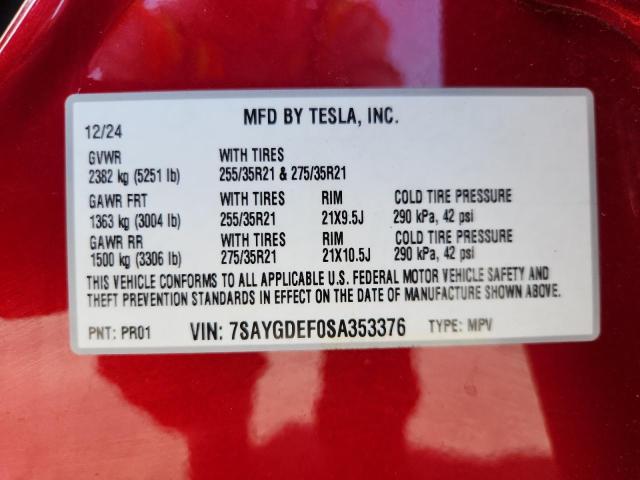 MFD BY TESLA, INC.
12/24
GVWR WITH TIRES
2382 kg (5251 lb) 255/35R21 & 275/35R21
GAWR FRT WITH TIRES RIM COLD TIRE PRESSURE
1363 kg (3004 lb) 255/35R21 21X9.5J 290 kPa, 42 psi
GAWR RR WITH TIRES RIM COLD TIRE PRESSURE
1500 kg (3306 lb) 275/35R21 21X10.5J 290 kPa, 42 psi
THIS VEHICLE CONFORMS TO ALL APPLICABLE U.S. FEDERAL MOTOR VEHICLE SAFETY AND
THEFT PREVENTION STANDARDS IN EFFECT ON THE DATE OF MANUFACTURE SHOWN ABOVE.
PNT: PR01 VIN: 7SAYGDEF0SA353376 TYPE: MPV